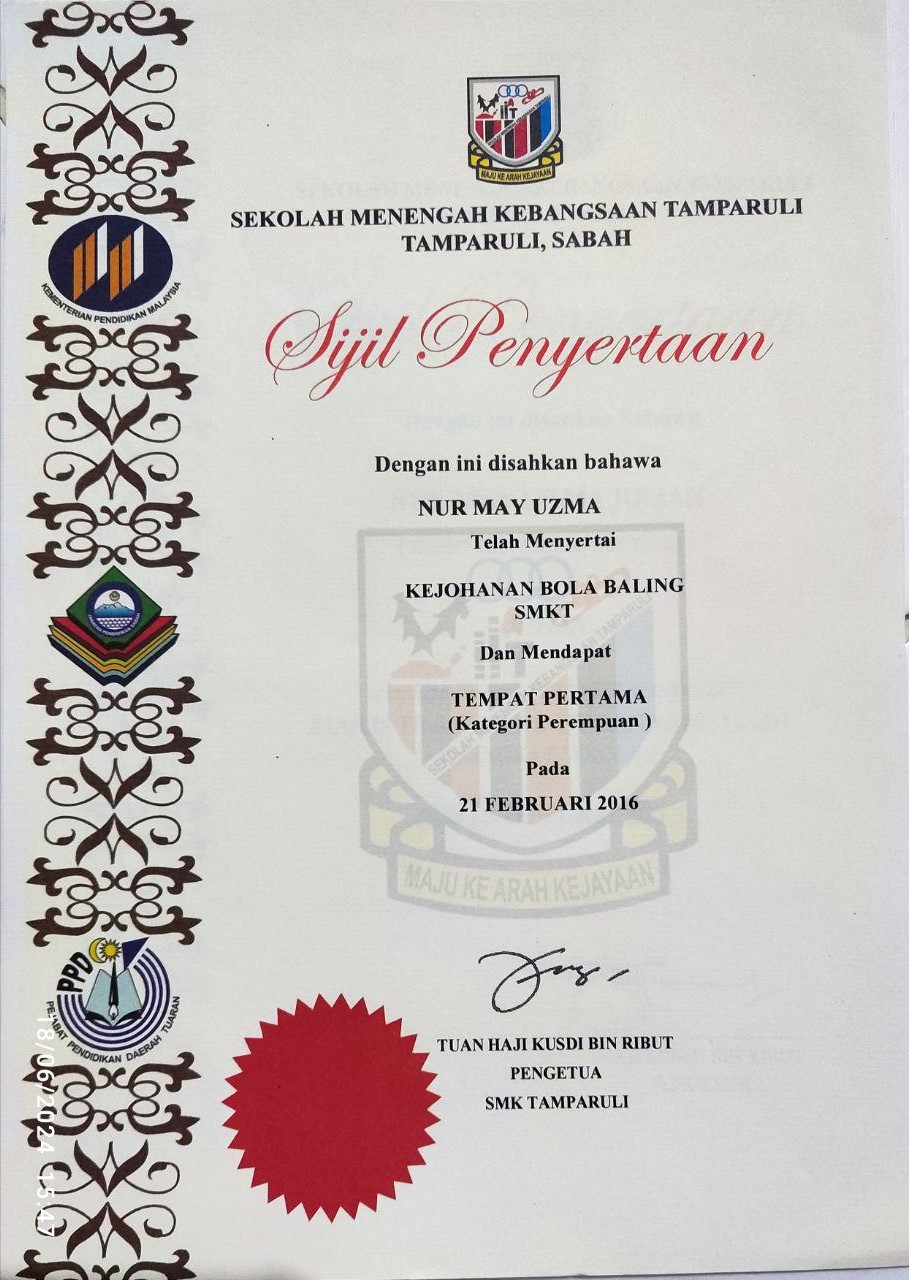 MAJU KE ARAH KEJAYAAN
SEKOLAH MENENGAH KEBANGSAAN TAMPARULI
TAMPARULI, SABAH
KEMENTERIAN PENDIDIKAN MALAYSIA
Sijil Penyertaan
Dengan ini disahkan bahawa
NUR MAY UZMA
Telah Menyertai
KEJOHANAN BOLA BALING
SMKT
Dan Mendapat
TEMPAT PERTAMA
(Kategori Perempuan )
Pada
21 FEBRUARI 2016
SEKOLAH MENENGAH KEBANGSAAN TAMPARULI
MAJU KE ARAH KEJAYAAN
PPD
PEJABAT PENDIDIKAN DAERAH TUARAN
TUAN HAJI KUSDI BIN RIBUT
PENGETUA
SMK TAMPARULI
18/06/2024 15:47